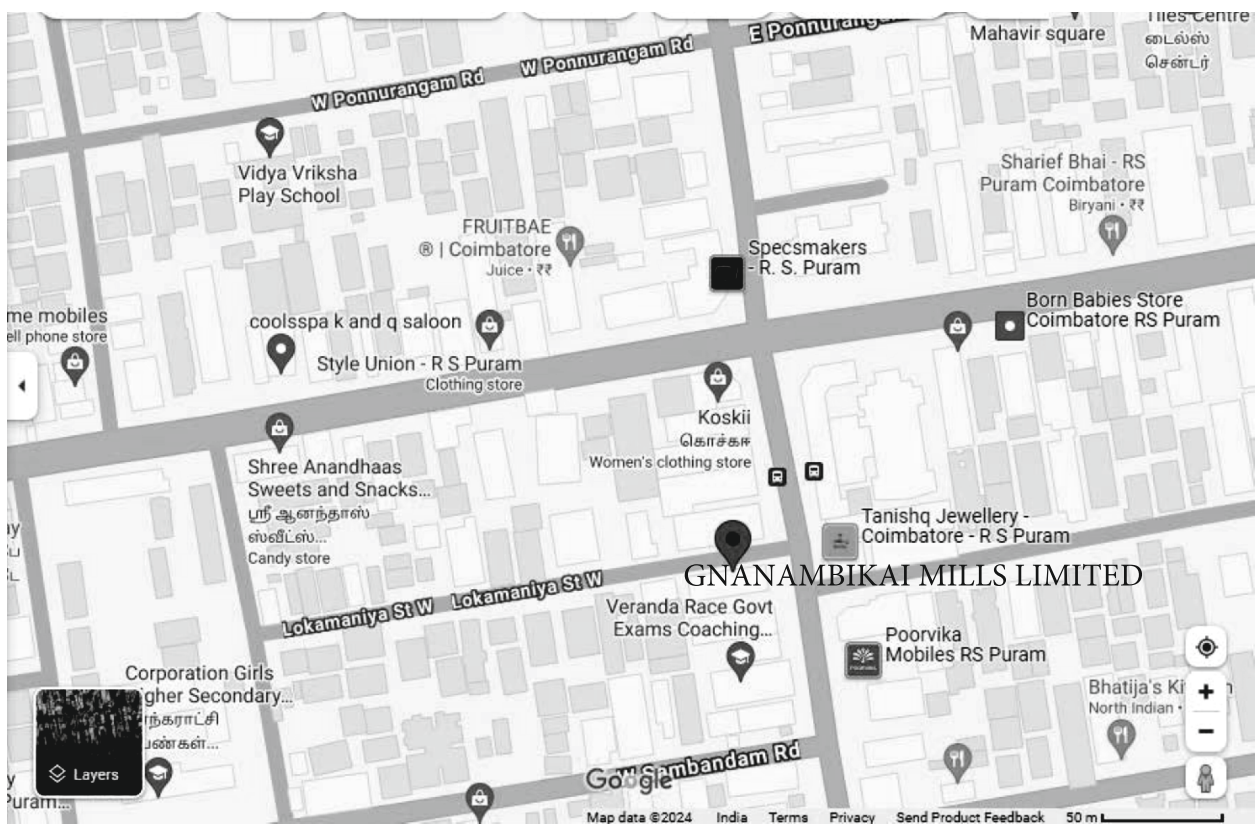 E Ponnurangam
W Ponnurangam Rd
W Ponnurangam Rd
Mahavir square
Tiles Centre
டைல்ஸ்
சென்டர்
Vidya Vriksha
Play School
Sharief Bhai - RS
Puram Coimbatore
Biryani • ₹₹
FRUITBAE
® | Coimbatore
Juice • ₹₹
Specsmakers
- R. S. Puram
me mobiles
ell phone store
coolsspa k and q saloon
Style Union - R S Puram
Clothing store
Born Babies Store
Coimbatore RS Puram
Koskii
கொச்கஈ
Women's clothing store
Shree Anandhaas
Sweets and Snacks...
ஸ்ரீ ஆனந்தாஸ்
ஸ்வீட்ஸ்...
Candy store
Tanishq Jewellery -
Coimbatore - R S Puram
GNANAMBIKAI MILLS LIMITED
Lokamaniya St W
Lokamaniya St W
Veranda Race Govt
Exams Coaching...
Poorvika
Mobiles RS Puram
Corporation Girls
igher Secondary...
ாநகராட்சி
பண்கள்...
Bhatija's Ki
North Indian •
W Sambandam Rd
Layers
Puram...
Google
Map data ©2024 India Terms Privacy Send Product Feedback 50 m